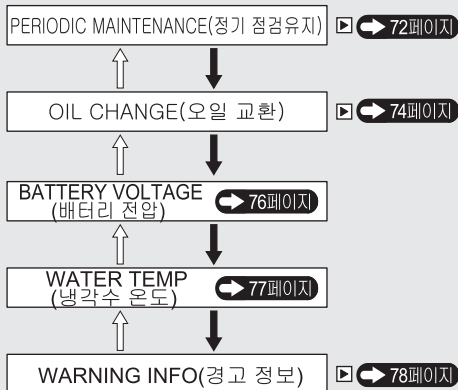 PERIODIC MAINTENANCE(정기 점검유지) 72페이지
OIL CHANGE(오일 교환) 74페이지
BATTERY VOLTAGE
(배터리 전압) 76페이지
WATER TEMP
(냉각수 온도) 77페이지
WARNING INFO(경고 정보) 78페이지